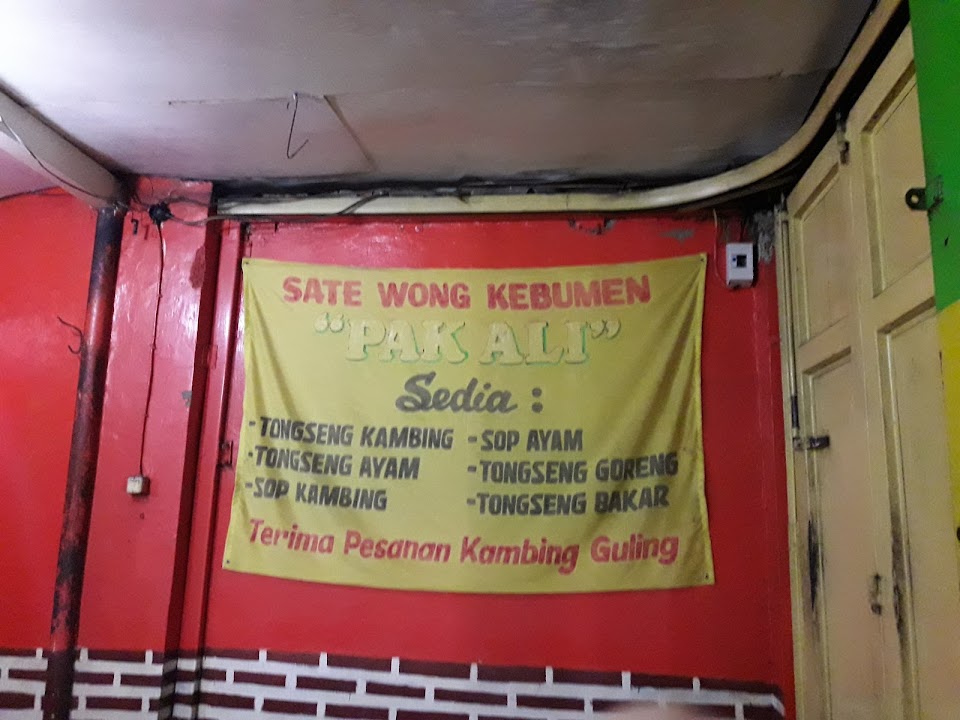 SATE WONG KEBUMEN
"PAK ALI"
Sedia :
-TONGSENG KAMBING
-TONGSENG AYAM
-SOP KAMBING
-SOP AYAM
-TONGSENG GORENG
-TONGSENG BAKAR
Terima Pesanan Kambing Guling